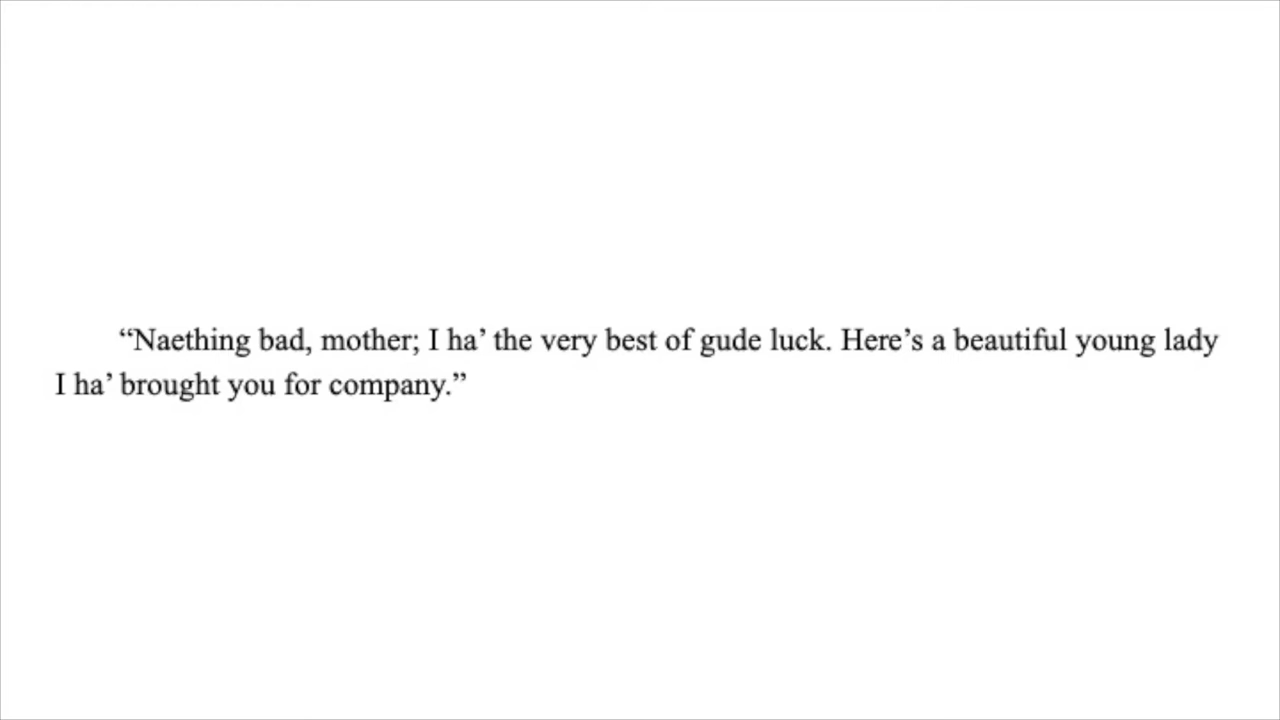 “Naething bad, mother; I ha’ the very best of gude luck. Here’s a beautiful young lady
I ha’ brought you for company.”